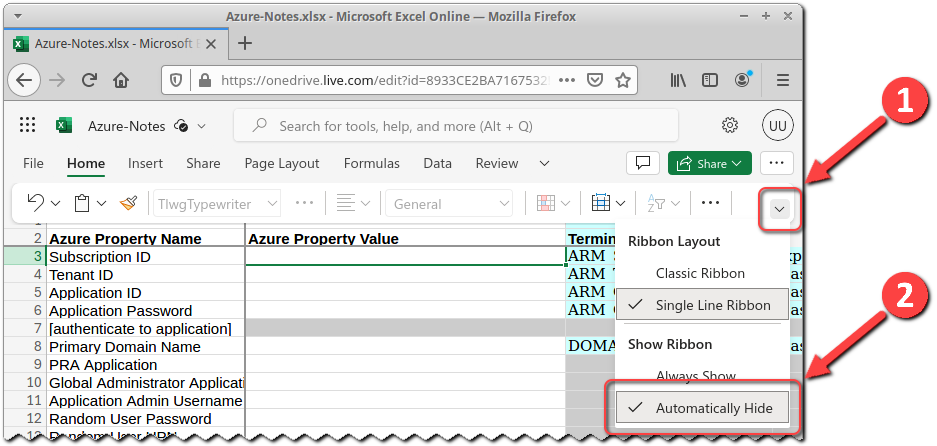 Azure-Notes.xlsx - Microsoft Excel Online — Mozilla Firefox
Azure-Notes.xlsx - Microsoft E
https://onedrive.live.com/edit?id=8933CE2BA7167532
Azure-Notes
Search for tools, help, and more (Alt + Q)
UU
File Home Insert Share Page Layout Formulas Data Review Share
TlwgTypewriter General
1
2 Azure Property Name Azure Property Value Termin
3 Subscription ID ARM
4 Tenant ID ARM
5 Application ID ARM
6 Application Password ARM
7 [authenticate to application]
8 Primary Domain Name DOMA
9 PRA Application
10 Global Administrator Applicati
11 Application Admin Username
12 Random User Password
Ribbon Layout
Classic Ribbon
Single Line Ribbon
Show Ribbon
Always Show
Automatically Hide
1
2